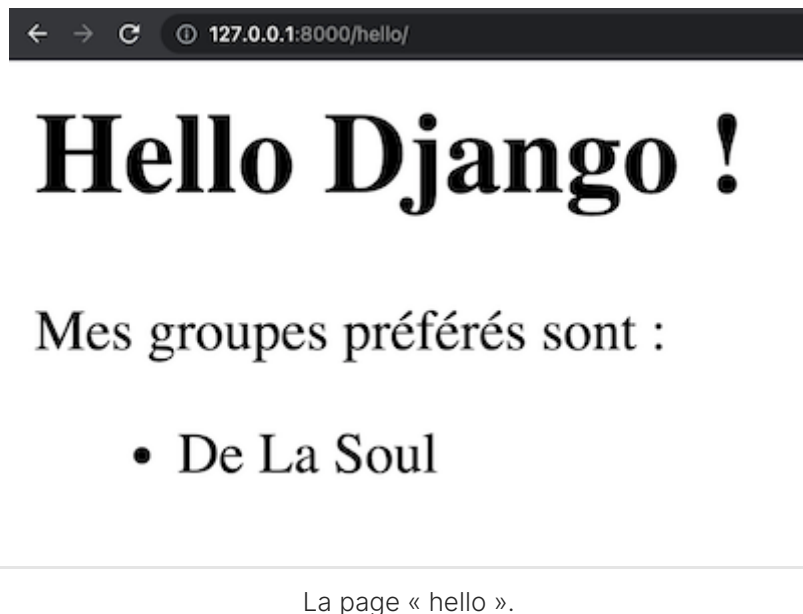 127.0.0.1:8000/hello/
Hello Django !
Mes groupes préférés sont :
• De La Soul
La page « hello ».